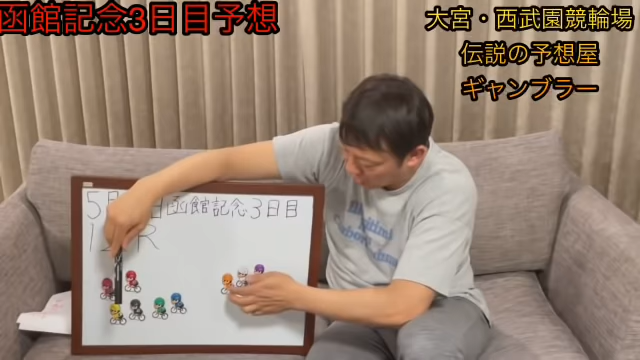 函館記念3日目予想
大宮・西武園競輪場
伝説の予想屋
ギャンブラー
5月 日函館記念3日目
1 R